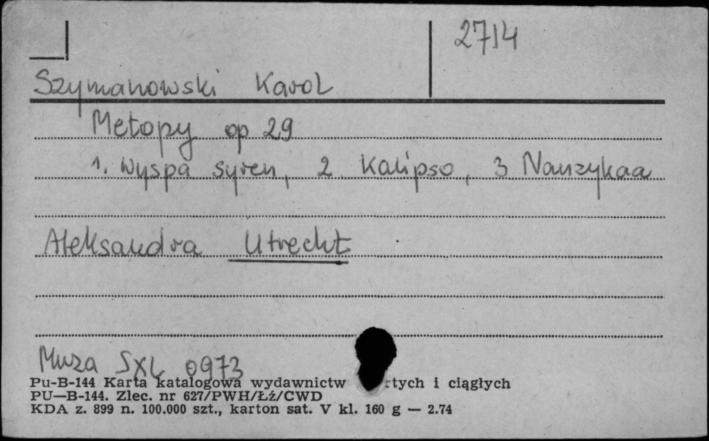 2714
Szymanowski Karol
Metopy op 29
1. Wyspa syren, 2 Kalipso, 3 Nauzykaa
Aleksandra Utrecht
Muza SXL 0973
Pu-B-144 Karta katalogowa wydawnictw rtych i ciągłych
PU—B-144. Zlec. nr 627/PWH/Łź/CWD
KDA z. 899 n. 100.000 szt., karton sat. V kl. 160 g — 2.74